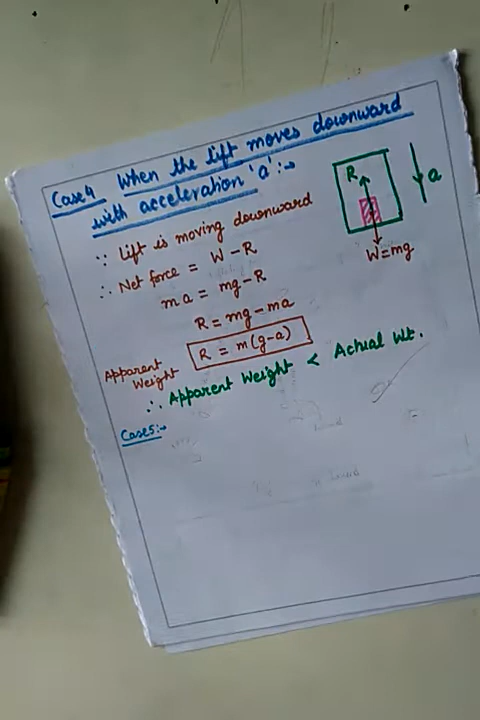 Case4 When the lift moves downward
with acceleration 'a':-
∵ Lift is moving downward
∴ Net force = W-R
ma = mg-R
R = mg-ma
Apparent Weight R = m(g-a)
∴ Apparent Weight < Actual Wt.
Case5:-
R
a
W=mg